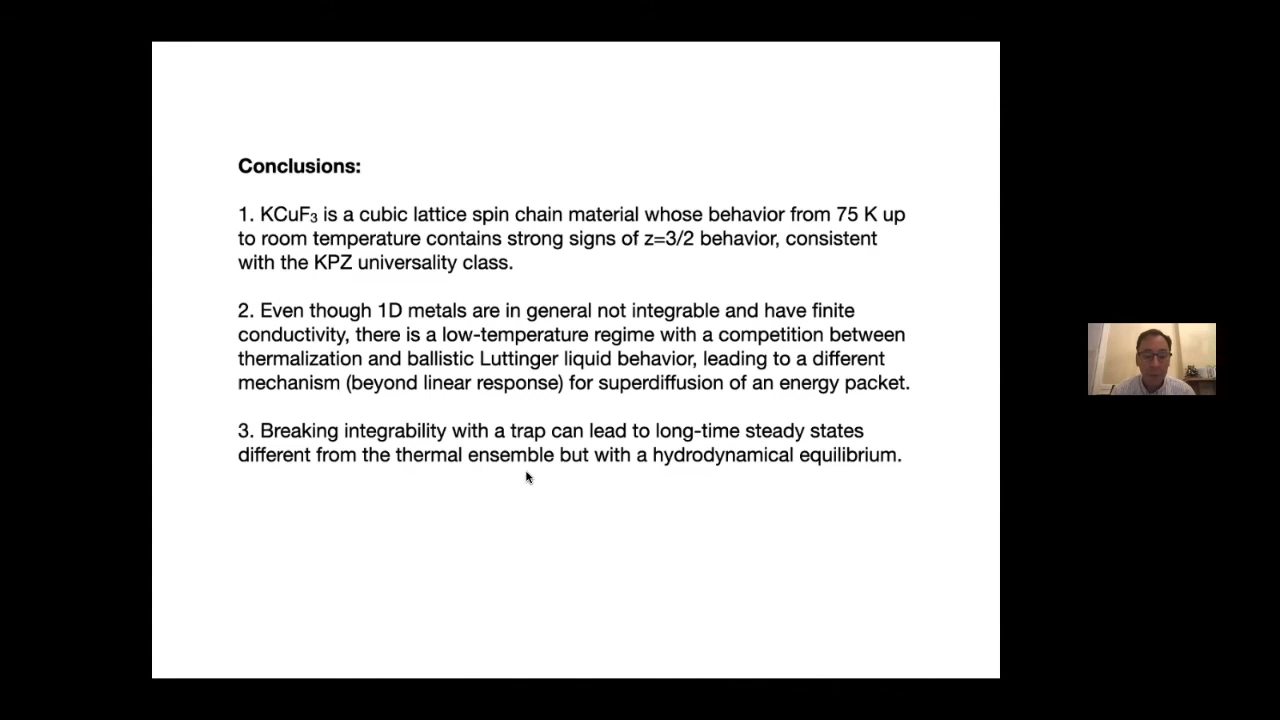 Conclusions:
1. KCuF₃ is a cubic lattice spin chain material whose behavior from 75 K up
to room temperature contains strong signs of z=3/2 behavior, consistent
with the KPZ universality class.
2. Even though 1D metals are in general not integrable and have finite
conductivity, there is a low-temperature regime with a competition between
thermalization and ballistic Luttinger liquid behavior, leading to a different
mechanism (beyond linear response) for superdiffusion of an energy packet.
3. Breaking integrability with a trap can lead to long-time steady states
different from the thermal ensemble but with a hydrodynamical equilibrium.